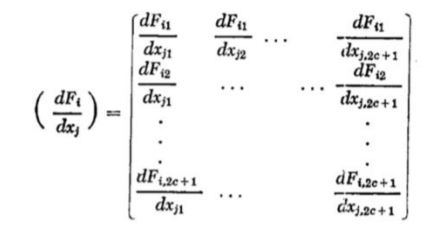 ( dF_i / dx_j ) =
dF_{i1} / dx_{j1}   dF_{i1} / dx_{j2}   ...   dF_{i1} / dx_{j,2c+1}
dF_{i2} / dx_{j1}   ...   ...   dF_{i2} / dx_{j,2c+1}
.   .
.   .
.   .
dF_{i,2c+1} / dx_{j1}   ...   dF_{i,2c+1} / dx_{j,2c+1}